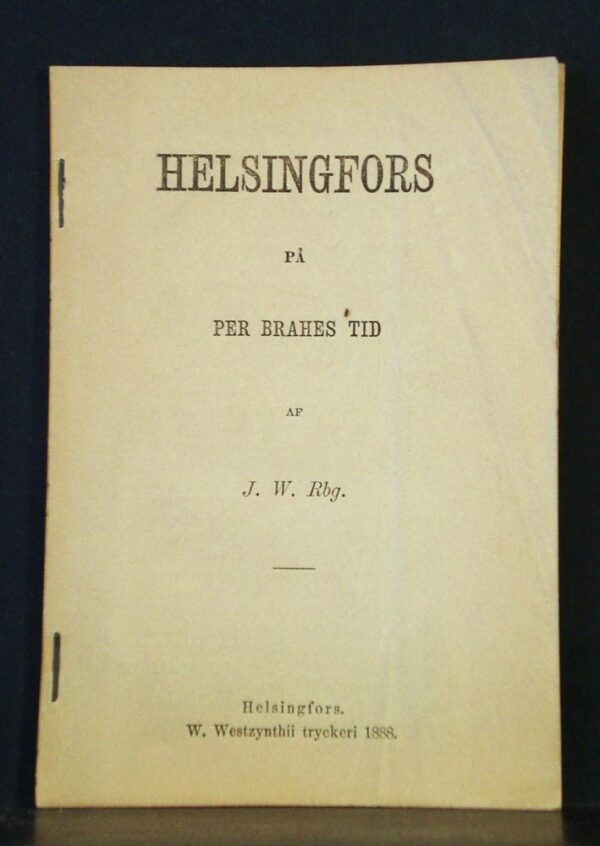 HELSINGFORS
PÅ
PER BRAHES TID
AF
J. W. Rbg.
Helsingfors.
W. Westzynthii tryckeri 1888.